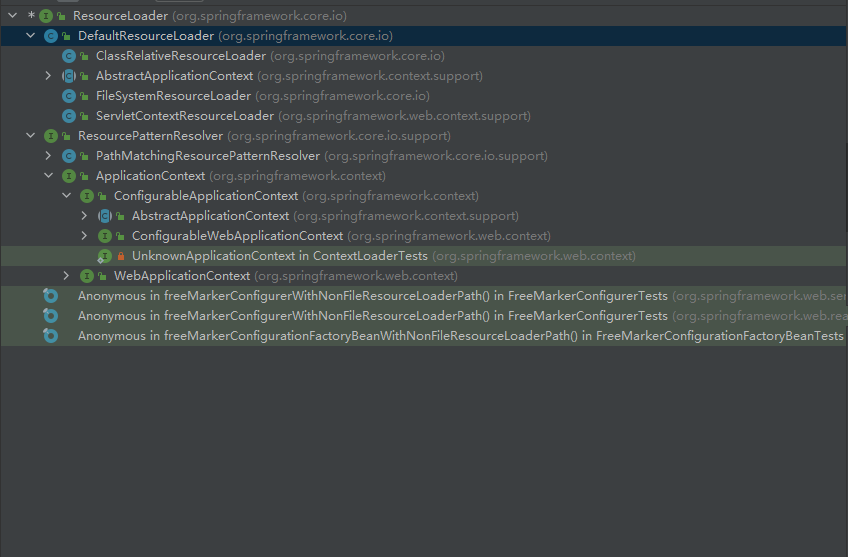 * ResourceLoader (org.springframework.core.io)
DefaultResourceLoader (org.springframework.core.io)
ClassRelativeResourceLoader (org.springframework.core.io)
AbstractApplicationContext (org.springframework.context.support)
FileSystemResourceLoader (org.springframework.core.io)
ServletContextResourceLoader (org.springframework.web.context.support)
ResourcePatternResolver (org.springframework.core.io.support)
PathMatchingResourcePatternResolver (org.springframework.core.io.support)
ApplicationContext (org.springframework.context)
ConfigurableApplicationContext (org.springframework.context)
AbstractApplicationContext (org.springframework.context.support)
ConfigurableWebApplicationContext (org.springframework.web.context)
UnknownApplicationContext in ContextLoaderTests (org.springframework.web.context)
WebApplicationContext (org.springframework.web.context)
Anonymous in freeMarkerConfigurerWithNonFileResourceLoaderPath() in FreeMarkerConfigurerTests (org.springframework.web.ser
Anonymous in freeMarkerConfigurerWithNonFileResourceLoaderPath() in FreeMarkerConfigurerTests (org.springframework.web.rea
Anonymous in freeMarkerConfigurationFactoryBeanWithNonFileResourceLoaderPath() in FreeMarkerConfigurationFactoryBeanTests